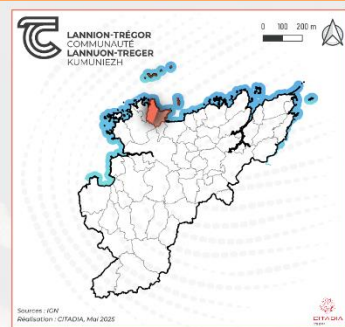 LANNION-TRÉGOR
COMMUNAUTÉ
LANNUON-TREGER
KUMUNIEZH
0 100 200 m
Sources : IGN
Réalisation : CITADIA, Mai 2025
CITADIA